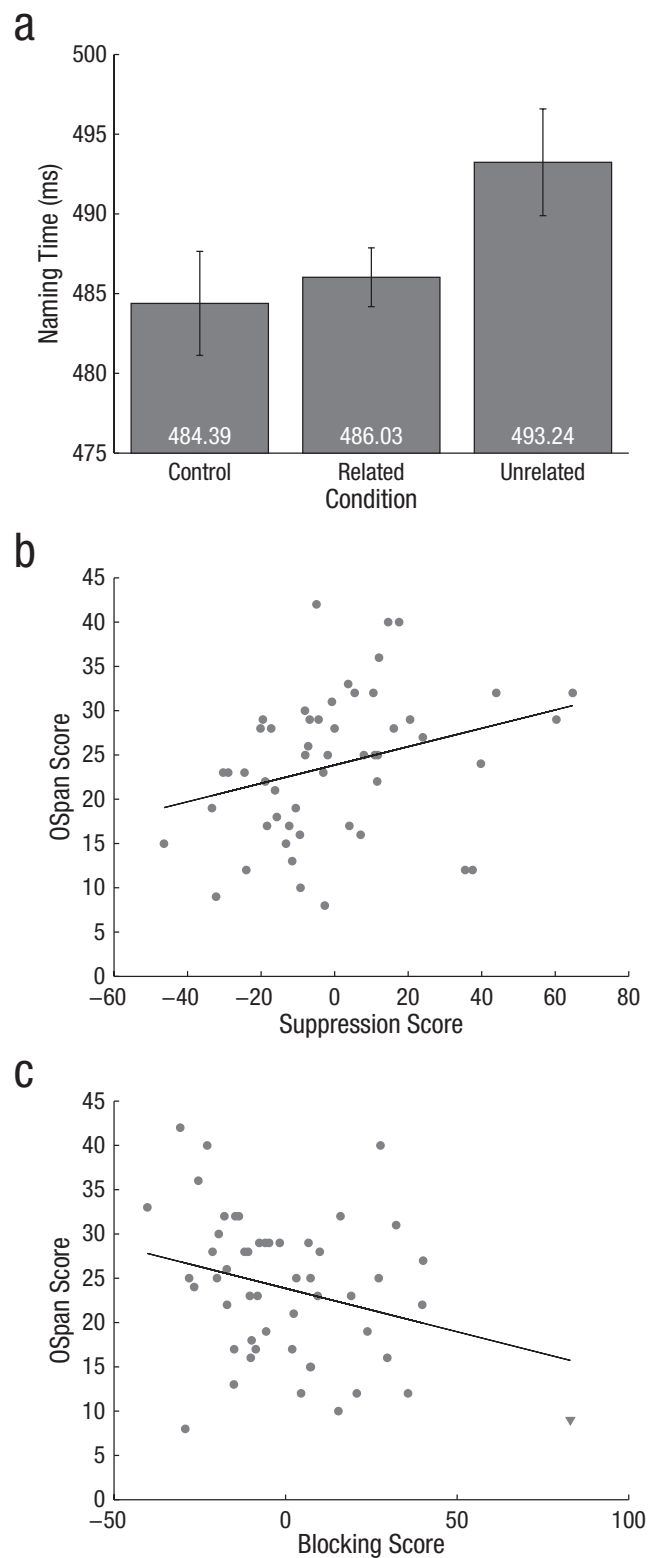 a
500
495
490
485
480
475
Naming Time (ms)
484.39 486.03 493.24
Control Related Unrelated
Condition
b
45
40
35
30
25
20
15
10
5
0
OSpan Score
−60 −40 −20 0 20 40 60 80
Suppression Score
c
45
40
35
30
25
20
15
10
5
0
OSpan Score
−50 0 50 100
Blocking Score